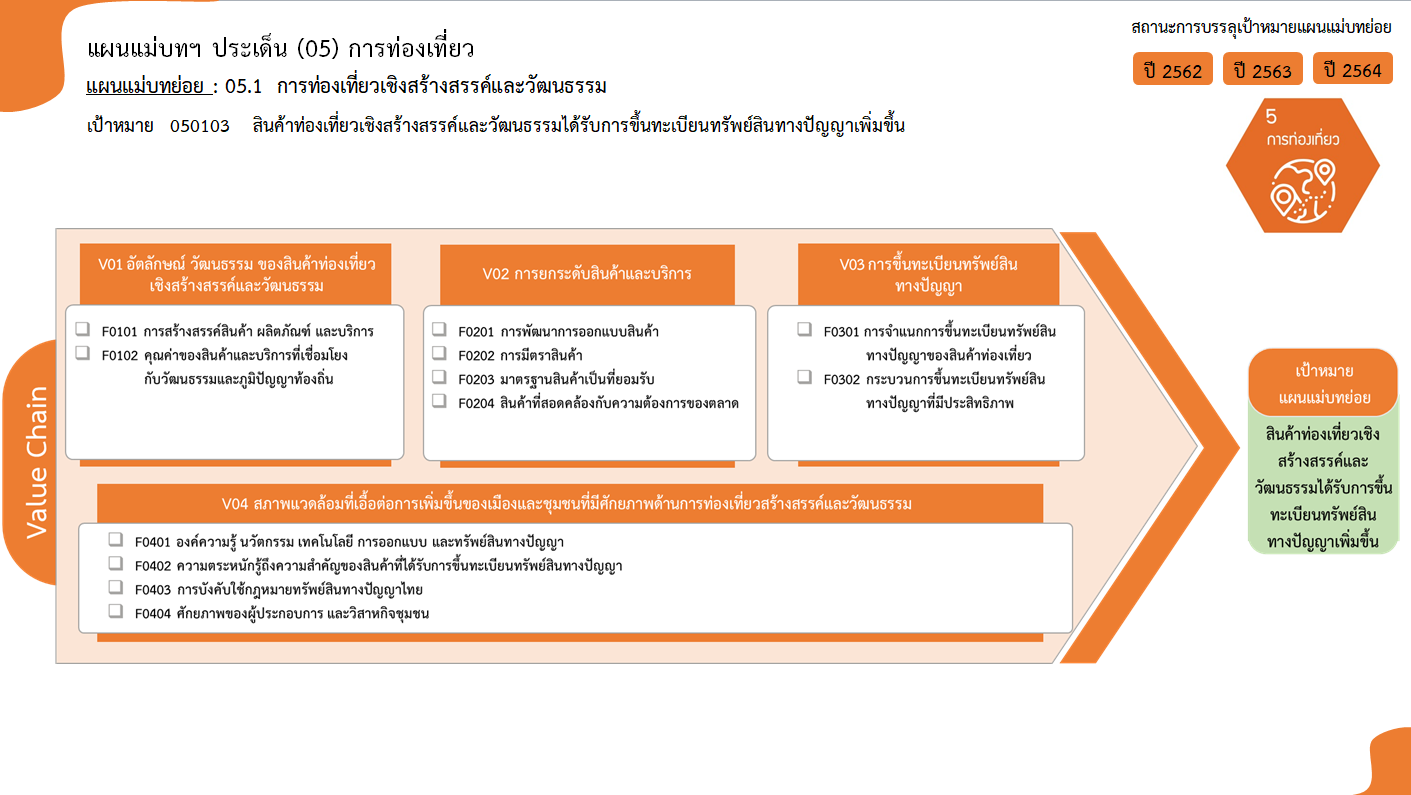 แผนแม่บทฯ ประเด็น (05) การท่องเที่ยว
แผนแม่บทย่อย : 05.1 การท่องเที่ยวเชิงสร้างสรรค์และวัฒนธรรม
เป้าหมาย 050103 สินค้าท่องเที่ยวเชิงสร้างสรรค์และวัฒนธรรมได้รับการขึ้นทะเบียนทรัพย์สินทางปัญญาเพิ่มขึ้น
สถานะการบรรลุเป้าหมายแผนแม่บทย่อย
ปี 2562 ปี 2563 ปี 2564
5
การท่องเที่ยว
Value Chain
V01 อัตลักษณ์ วัฒนธรรม ของสินค้าท่องเที่ยว
เชิงสร้างสรรค์และวัฒนธรรม
F0101 การสร้างสรรค์สินค้า ผลิตภัณฑ์ และบริการ
F0102 คุณค่าของสินค้าและบริการที่เชื่อมโยง
กับวัฒนธรรมและภูมิปัญญาท้องถิ่น
V02 การยกระดับสินค้าและบริการ
F0201 การพัฒนาการออกแบบสินค้า
F0202 การมีตราสินค้า
F0203 มาตรฐานสินค้าเป็นที่ยอมรับ
F0204 สินค้าที่สอดคล้องกับความต้องการของตลาด
V03 การขึ้นทะเบียนทรัพย์สิน
ทางปัญญา
F0301 การจำแนกการขึ้นทะเบียนทรัพย์สิน
ทางปัญญาของสินค้าท่องเที่ยว
F0302 กระบวนการขึ้นทะเบียนทรัพย์สิน
ทางปัญญาที่มีประสิทธิภาพ
V04 สภาพแวดล้อมที่เอื้อต่อการเพิ่มขึ้นของเมืองและชุมชนที่มีศักยภาพด้านการท่องเที่ยวสร้างสรรค์และวัฒนธรรม
F0401 องค์ความรู้ นวัตกรรม เทคโนโลยี การออกแบบ และทรัพย์สินทางปัญญา
F0402 ความตระหนักรู้ถึงความสำคัญของสินค้าที่ได้รับการขึ้นทะเบียนทรัพย์สินทางปัญญา
F0403 การบังคับใช้กฎหมายทรัพย์สินทางปัญญาไทย
F0404 ศักยภาพของผู้ประกอบการ และวิสาหกิจชุมชน
เป้าหมาย
แผนแม่บทย่อย
สินค้าท่องเที่ยวเชิง
สร้างสรรค์และ
วัฒนธรรมได้รับการขึ้น
ทะเบียนทรัพย์สิน
ทางปัญญาเพิ่มขึ้น